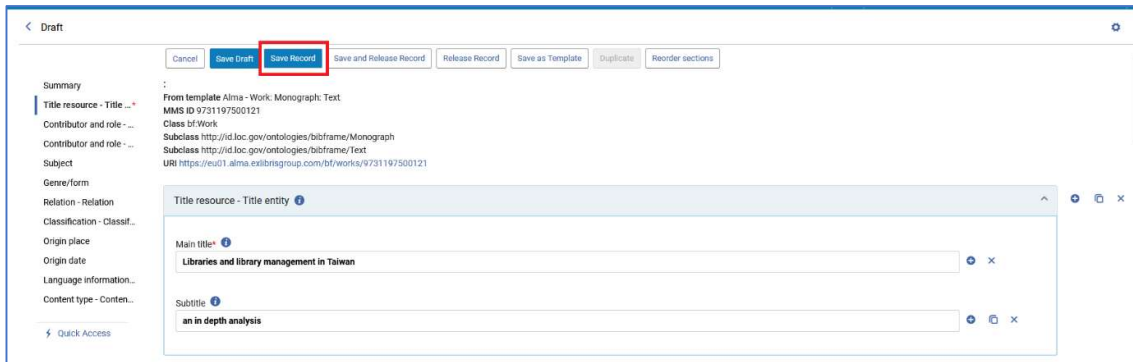 Draft
Cancel Save Draft Save Record Save and Release Record Release Record Save as Template Duplicate Reorder sections
Summary
Title resource - Title ...*
Contributor and role - ...
Contributor and role - ...
Subject
Genre/form
Relation - Relation
Classification - Classif...
Origin place
Origin date
Language information...
Content type - Conten...
Quick Access
:
From template Alma - Work: Monograph: Text
MMS ID 9731197500121
Class bf:Work
Subclass http://id.loc.gov/ontologies/bibframe/Monograph
Subclass http://id.loc.gov/ontologies/bibframe/Text
URI https://eu01.alma.exlibrisgroup.com/bf/works/9731197500121
Title resource - Title entity
Main title*
Libraries and library management in Taiwan
Subtitle
an in depth analysis